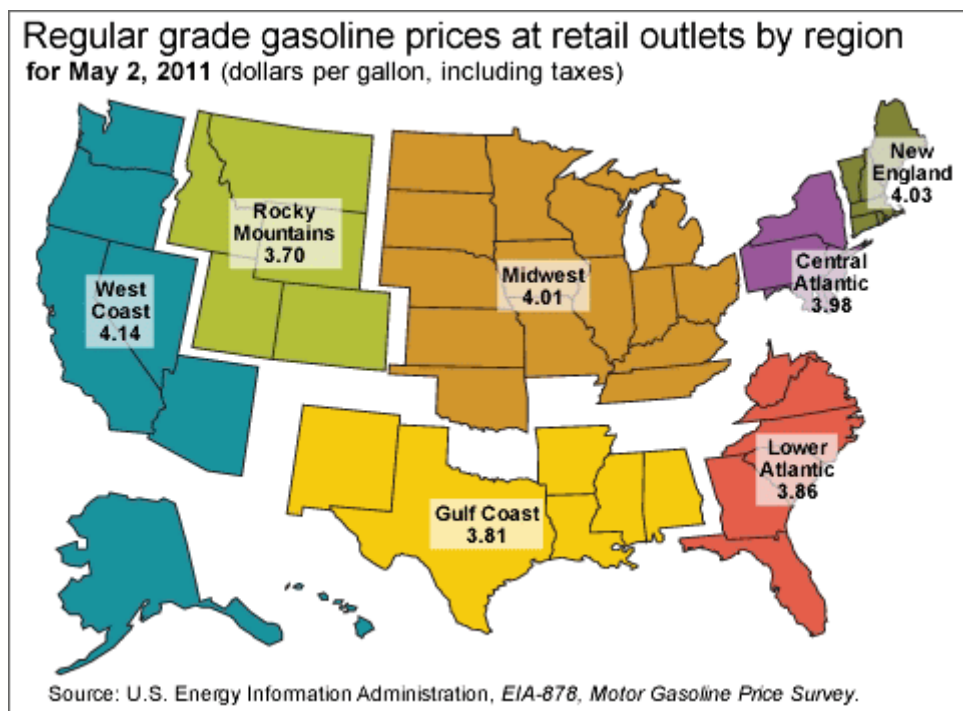 Regular grade gasoline prices at retail outlets by region
for May 2, 2011 (dollars per gallon, including taxes)
New
England
4.03
Rocky
Mountains
3.70
Central
Atlantic
3.98
Midwest
4.01
West
Coast
4.14
Lower
Atlantic
3.86
Gulf Coast
3.81
Source: U.S. Energy Information Administration, EIA-878, Motor Gasoline Price Survey.